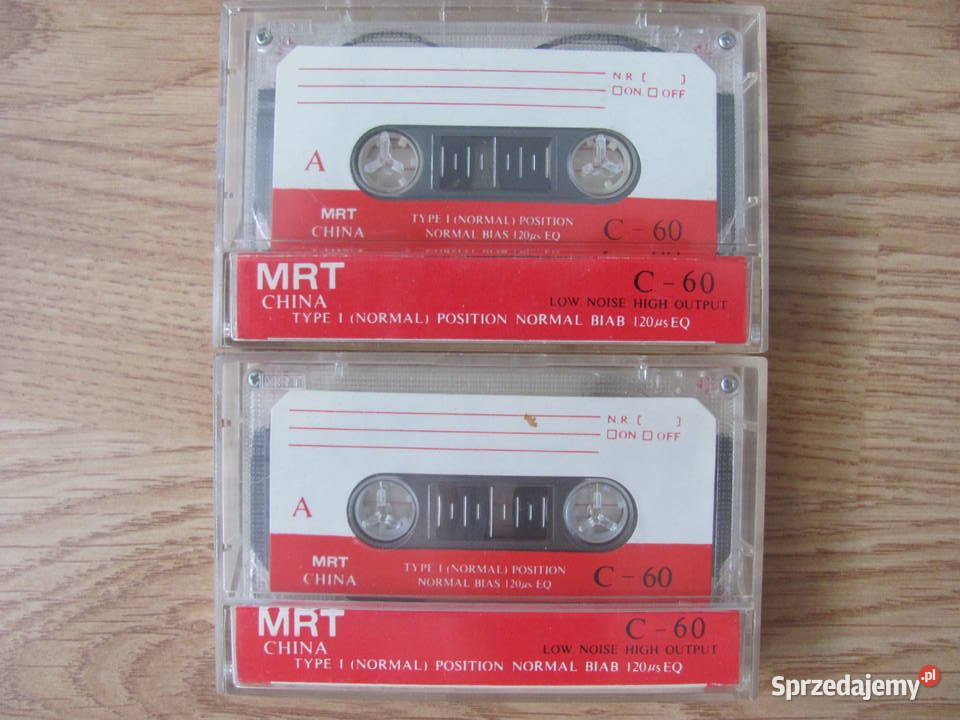 N.R. [ ]
□ON □ OFF
A
MRT
CHINA
TYPE I (NORMAL) POSITION
NORMAL BIAS 120µs EQ
C - 60
MRT
CHINA
C - 60
LOW. NOISE HIGH OUTPUT
TYPE I (NORMAL) POSITION NORMAL BIAB 120µs EQ
N.R. [ ]
□ON □ OFF
A
MRT
CHINA
TYPE I (NORMAL) POSITION
NORMAL BIAS 120µs EQ
C - 60
MRT
CHINA
C - 60
LOW. NOISE HIGH OUTPUT
TYPE I (NORMAL) POSITION NORMAL BIAB 120µs EQ
Sprzedajemy.pl